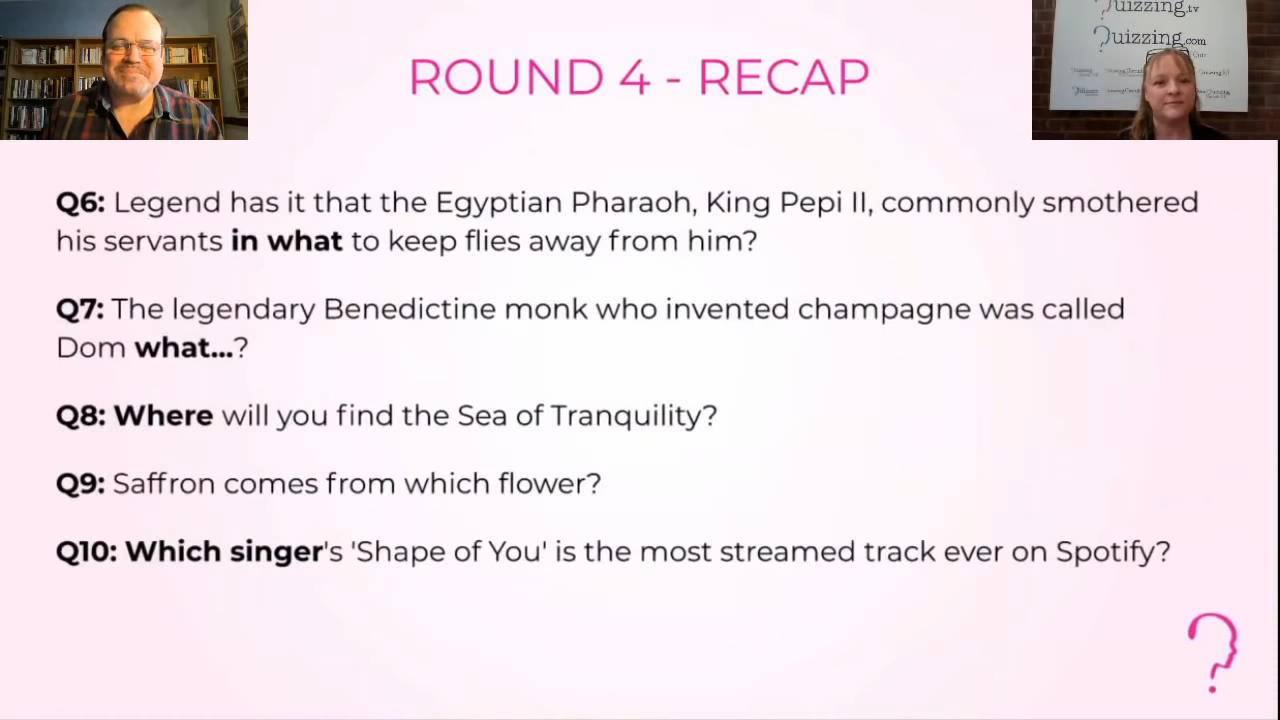 ?uizzing.tv
?uizzing.com
ROUND 4 - RECAP
Q6: Legend has it that the Egyptian Pharaoh, King Pepi II, commonly smothered
his servants in what to keep flies away from him?
Q7: The legendary Benedictine monk who invented champagne was called
Dom what...?
Q8: Where will you find the Sea of Tranquility?
Q9: Saffron comes from which flower?
Q10: Which singer's 'Shape of You' is the most streamed track ever on Spotify?